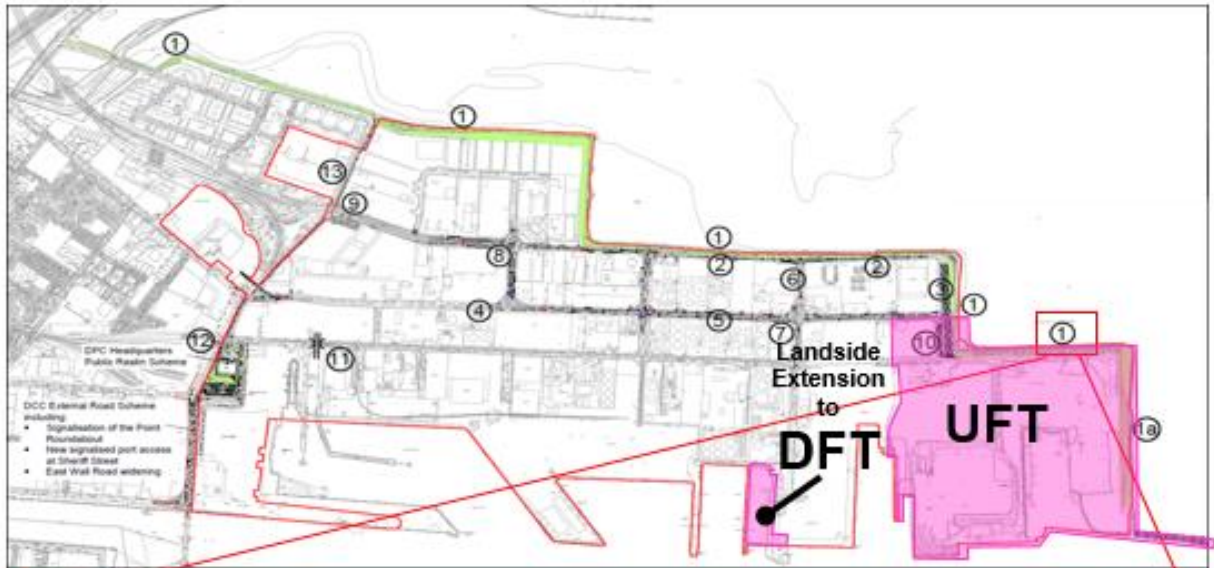 1
1
13
9
8
1
2
6
2
3
1
4
5
7
10
1
12
11
DPC Headquarters
Public Realm Scheme
Landside
Extension
to
DFT
UFT
1a
DCC External Road Scheme
including:
• Signalisation of the Point
Roundabout
• New signalised port access
at Sheriff Street
• East Wall Road widening